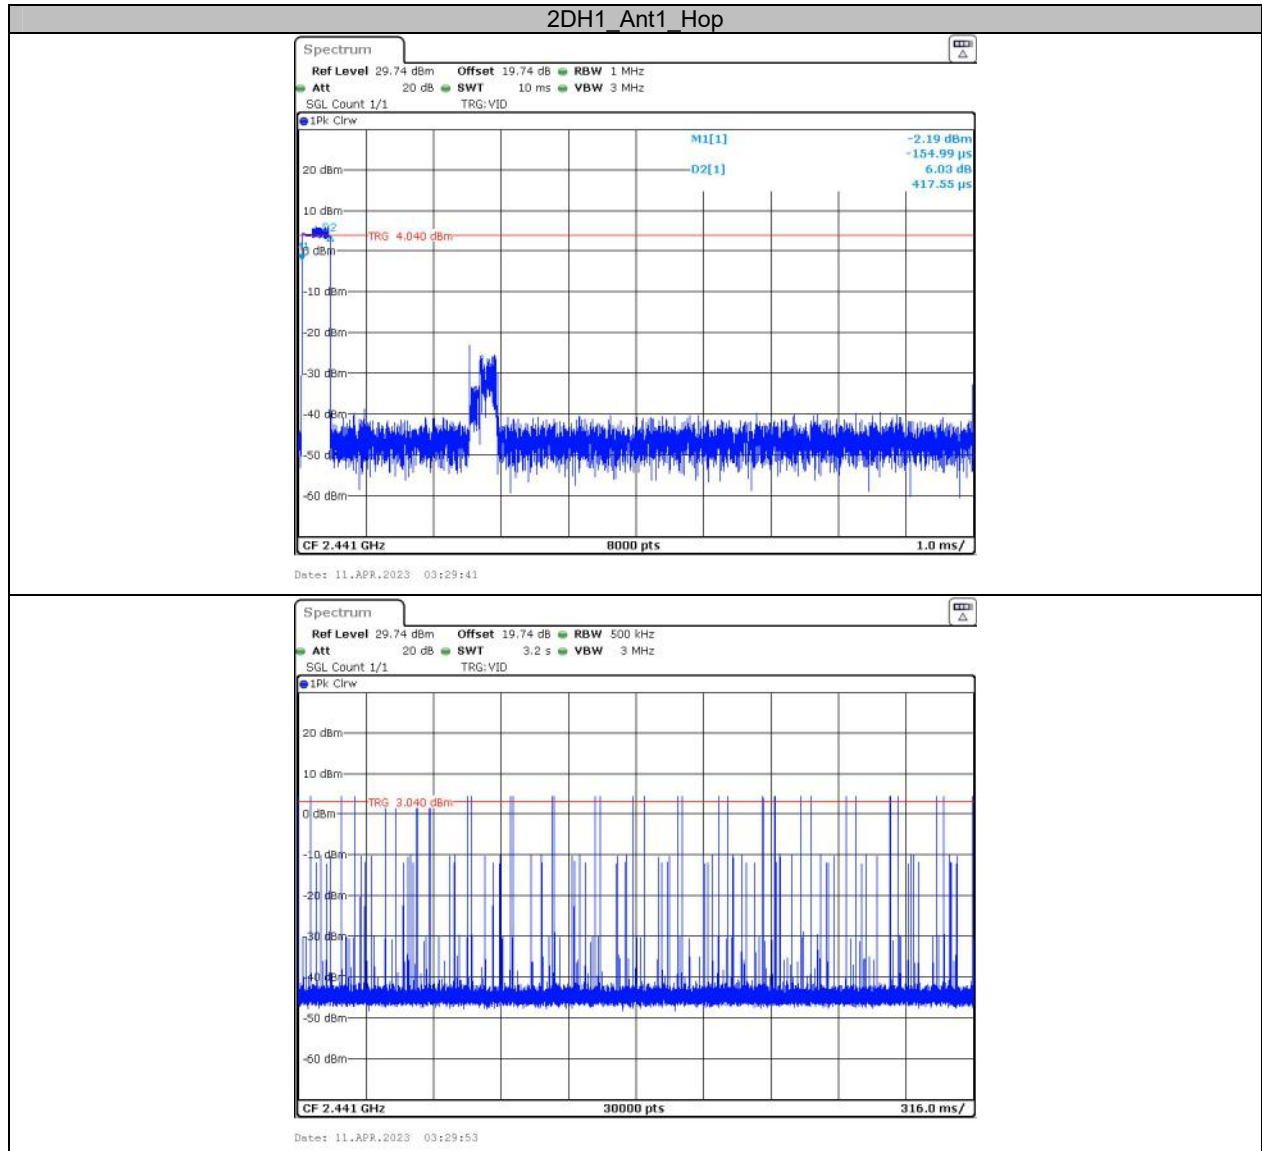 2DH1_Ant1_Hop
Spectrum
Ref Level 29.74 dBm Offset 19.74 dB RBW 1 MHz
Att 20 dB SWT 10 ms VBW 3 MHz
SGL Count 1/1 TRG:VID
1Pk Clrw
M1[1] -2.19 dBm
-154.99 µs
20 dBm D2[1] 6.03 dB
417.55 µs
10 dBm
D2
TRG 4.040 dBm
0 dBm
-10 dBm
-20 dBm
-30 dBm
-40 dBm
-50 d
-60 dBm
CF 2.441 GHz 8000 pts 1.0 ms/
Date: 11.APR.2023 03:29:41
Spectrum
Ref Level 29.74 dBm Offset 19.74 dB RBW 500 kHz
Att 20 dB SWT 3.2 s VBW 3 MHz
SGL Count 1/1 TRG:VID
1Pk Clrw
20 dBm
10 dBm
TRG 3.040 dBm
0 dBm
-10 dBm
-20 dBm
-30 dBm
-40 dBm
-50 dBm
-60 dBm
CF 2.441 GHz 30000 pts 316.0 ms/
Date: 11.APR.2023 03:29:53